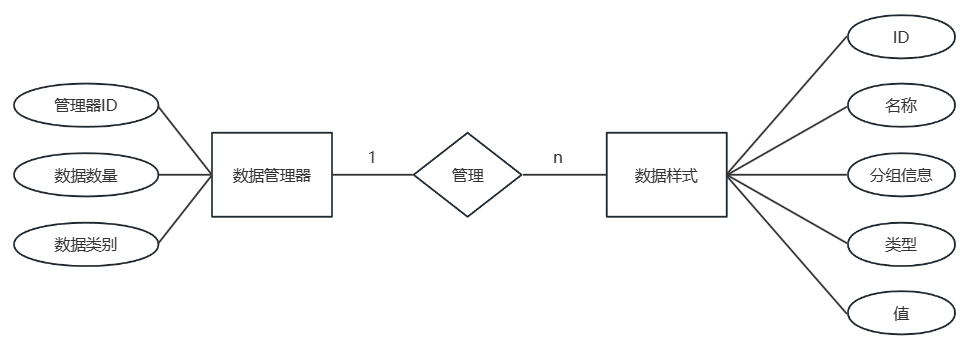 ID
管理器ID
名称
数据数量
数据管理器
1
管理
n
数据样式
分组信息
数据类别
类型
值